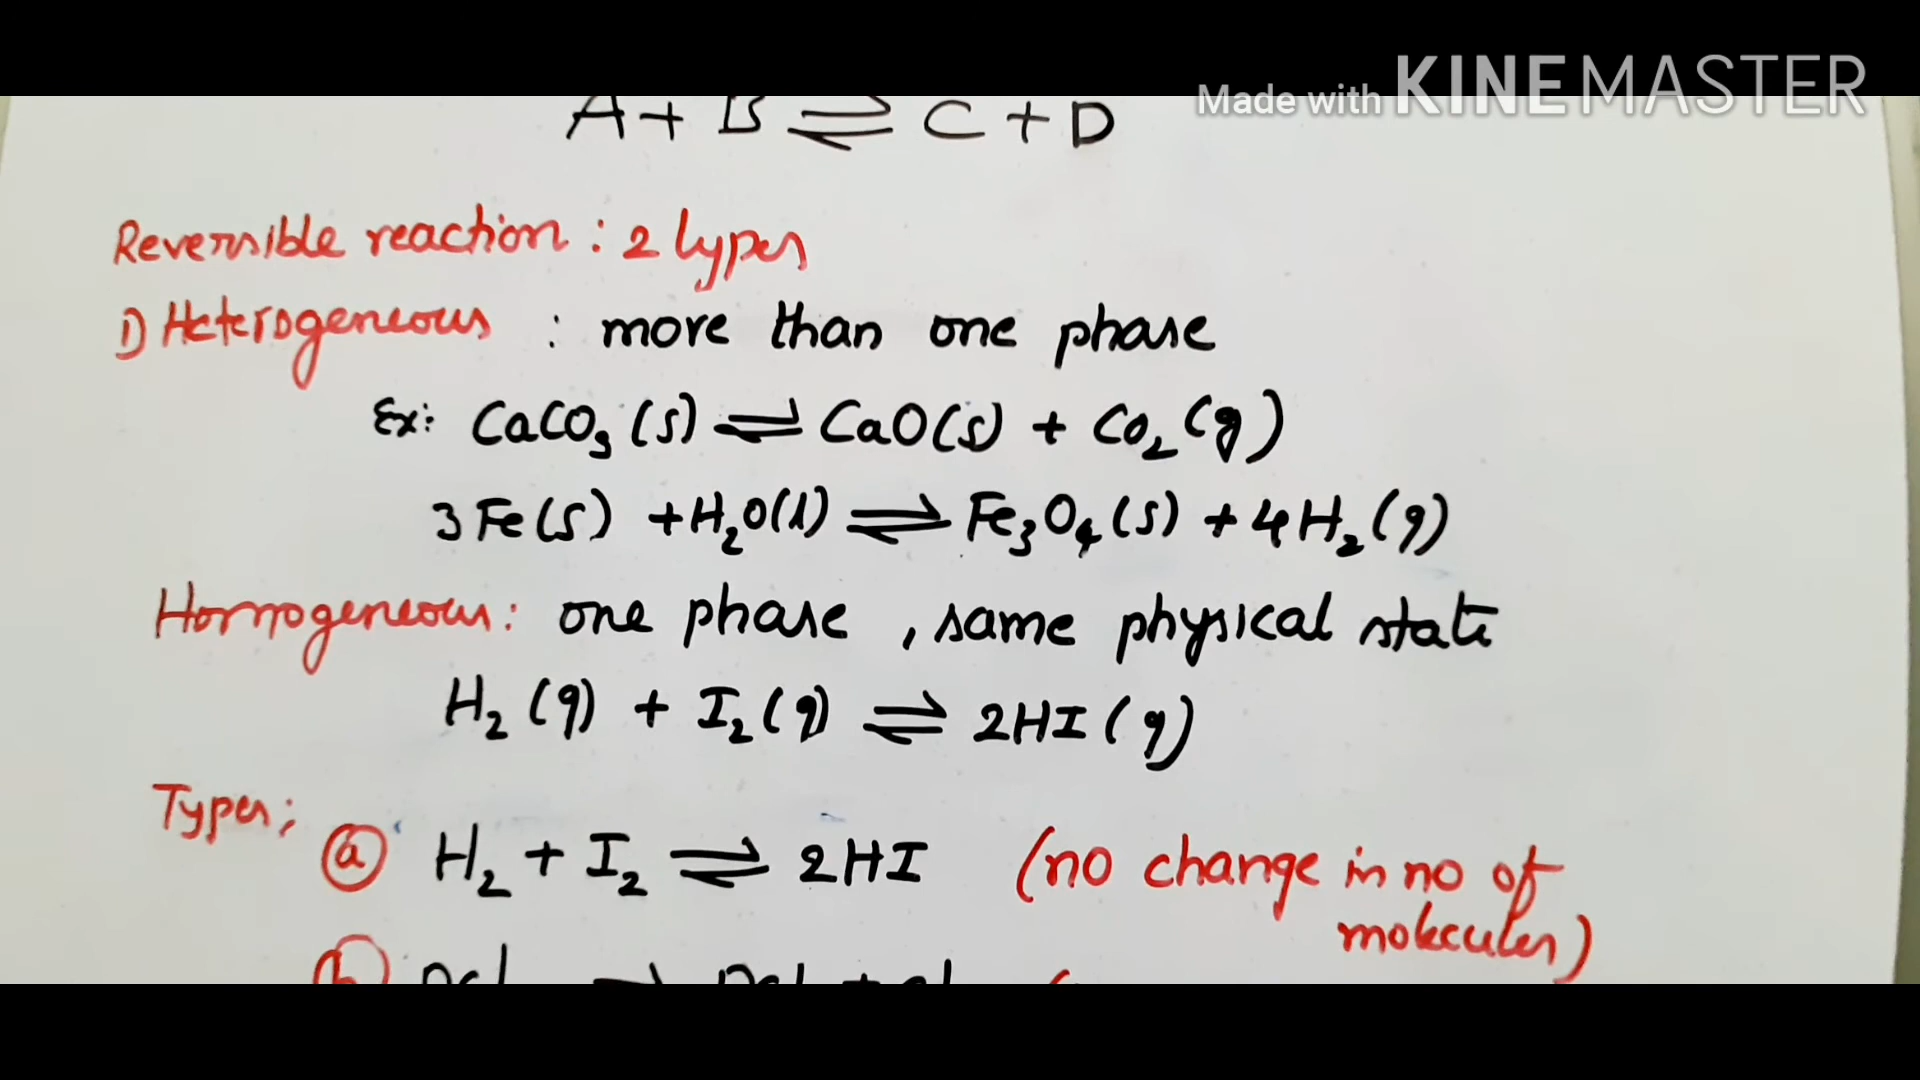 Made with KINEMASTER
A + B ⇌ C + D
Reversible reaction : 2 types
1) Heterogeneous : more than one phase
Ex: CaCO₃ (s) ⇌ CaO(s) + CO₂ (g)
3 Fe(s) + H₂O(l) ⇌ Fe₃O₄ (s) + 4H₂ (g)
Homogeneous : one phase , same physical state
H₂ (g) + I₂ (g) ⇌ 2HI (g)
Types;
(a) H₂ + I₂ ⇌ 2HI (no change in no of
molecules)